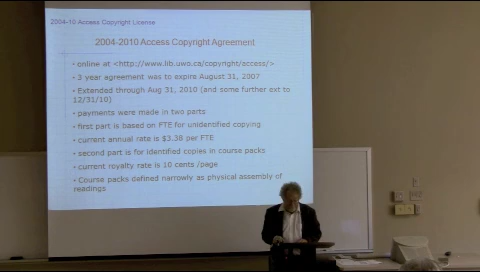 2004-10 Access Copyright License
2004-2010 Access Copyright Agreement
• online at <http://www.lib.uwo.ca/copyright/access/>
• 3 year agreement was to expire August 31, 2007
• Extended through Aug 31, 2010 (and some further ext to
12/31/10)
• payments were made in two parts
• first part is based on FTE for unidentified copying
• current annual rate is $3.38 per FTE
• second part is for identified copies in course packs
• current royalty rate is 10 cents /page
• Course packs defined narrowly as physical assembly of
readings